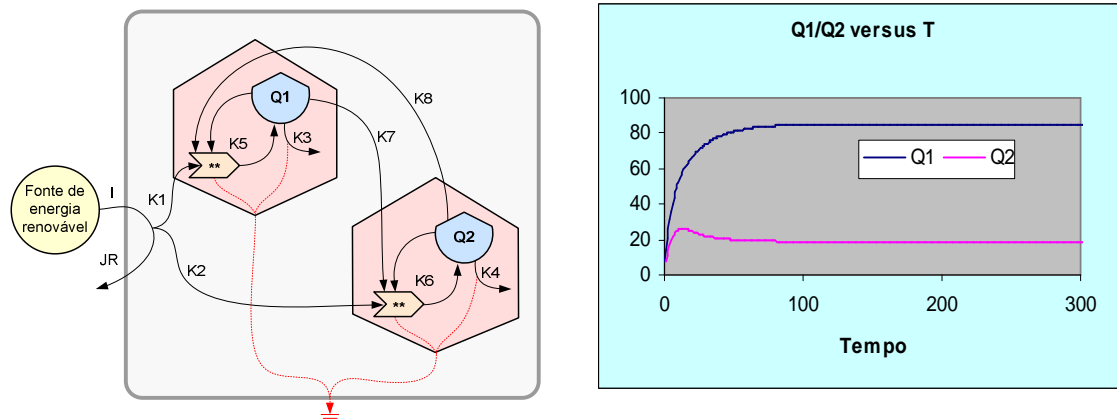 Fonte de
energia
renovável
I
JR
K1
K2
Q1
K5
K3
**
K8
K7
Q2
K6
K4
**
Q1/Q2 versus T
100
80
60
40
20
0
Q1
Q2
0
100
200
300
Tempo